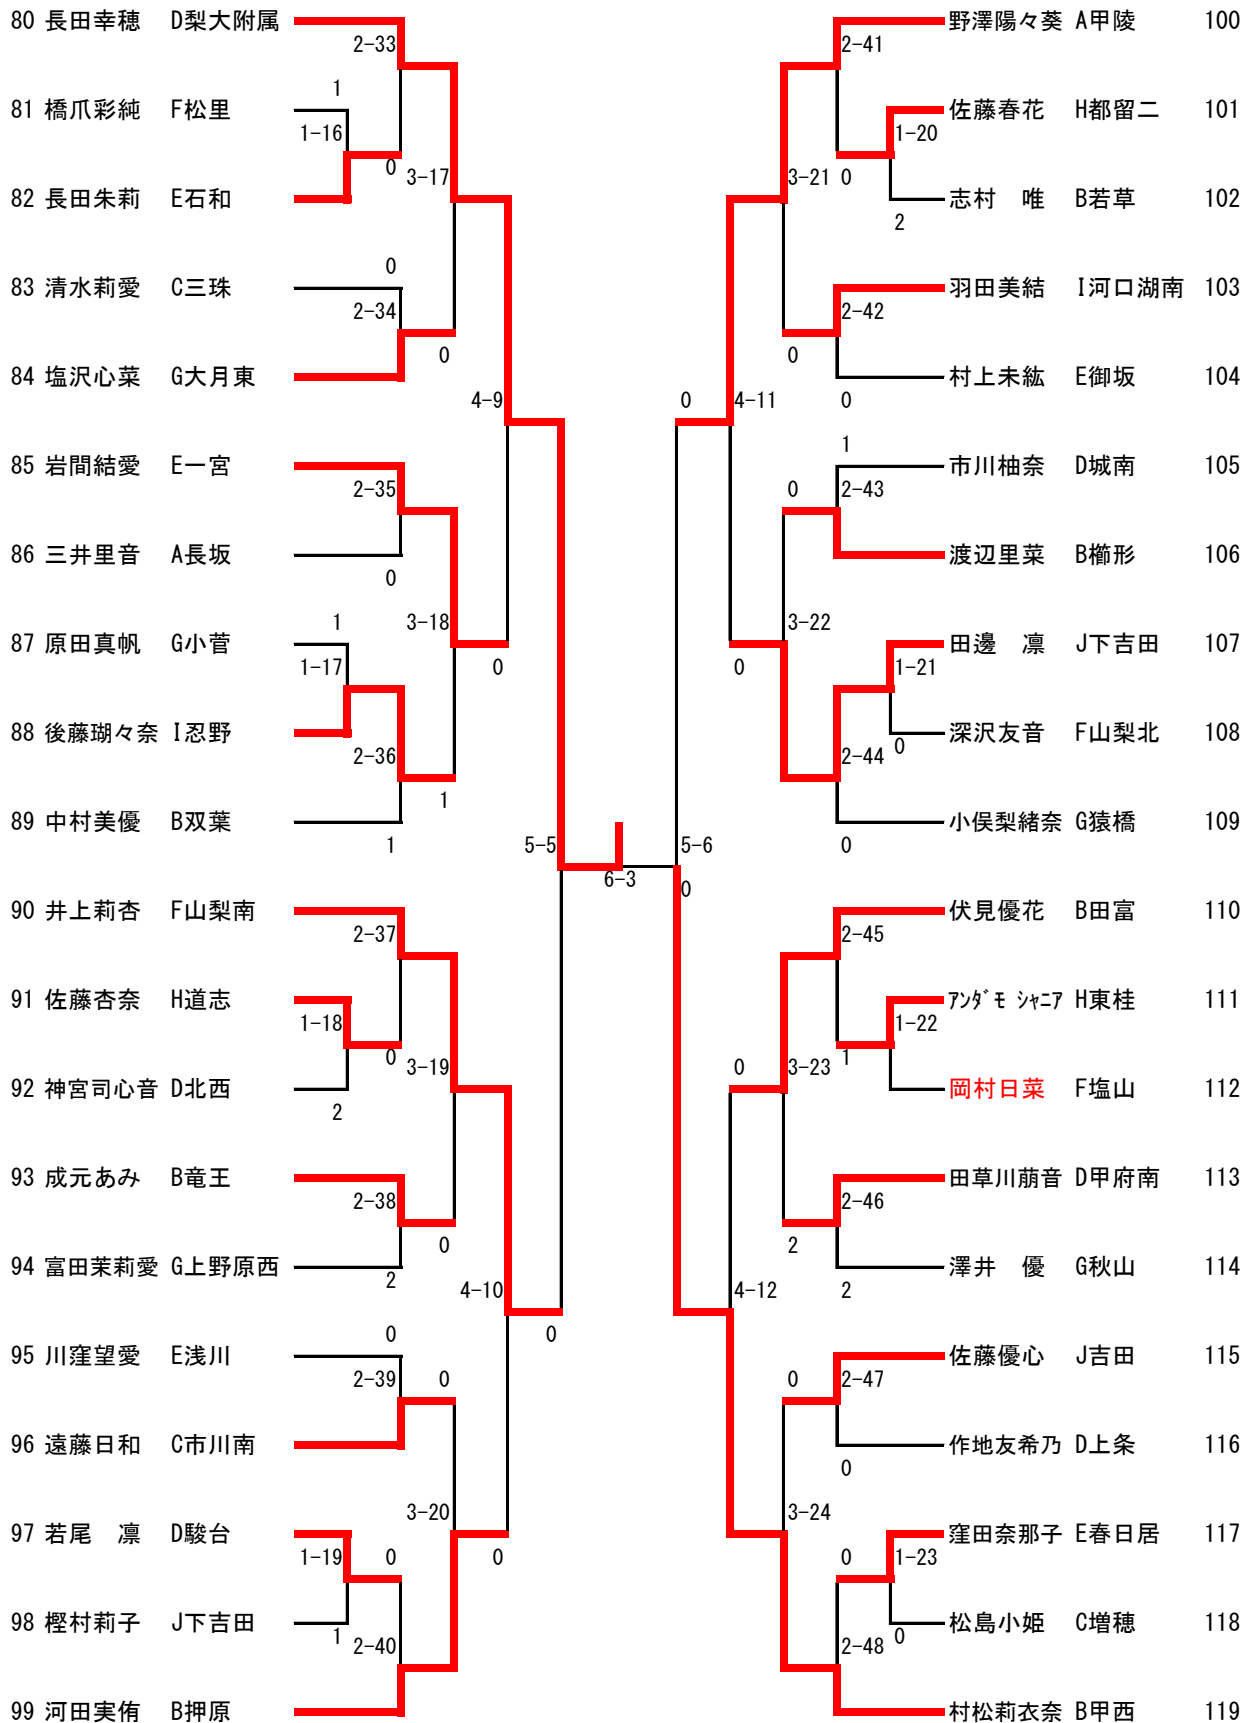 80 長田幸穂 D梨大附属
2-33
1
81 橋爪彩純 F松里
1-16
0
3-17
82 長田朱莉 E石和
0
83 清水莉愛 C三珠
2-34
0
84 塩沢心菜 G大月東
4-9
85 岩間結愛 E一宮
2-35
86 三井里音 A長坂
0
1
3-18
87 原田真帆 G小菅
1-17
0
88 後藤瑚々奈 I忍野
2-36
1
89 中村美優 B双葉
1
5-5
6-3
90 井上莉杏 F山梨南
2-37
91 佐藤杏奈 H道志
1-18
0
3-19
92 神宮司心音 D北西
2
93 成元あみ B竜王
2-38
0
94 富田茉莉愛 G上野原西
2
4-10
0
0
95 川窪望愛 E浅川
2-39
0
96 遠藤日和 C市川南
3-20
97 若尾 凛 D駿台
1-19
0
0
98 樫村莉子 J下吉田
1
2-40
99 河田実侑 B押原
野澤陽々葵 A甲陵 100
2-41
佐藤春花 H都留二 101
1-20
3-21
0
志村 唯 B若草 102
2
羽田美結 I河口湖南 103
2-42
0
村上未紘 E御坂 104
0
4-11
0
1
市川柚奈 D城南 105
0
2-43
渡辺里菜 B櫛形 106
3-22
田邊 凛 J下吉田 107
0
1-21
深沢友音 F山梨北 108
0
2-44
小俣梨緒奈 G猿橋 109
0
5-6
0
伏見優花 B田富 110
2-45
アンダモ シャニア H東桂 111
1-22
0
3-23
1
岡村日菜 F塩山 112
田草川萠音 D甲府南 113
2-46
2
澤井 優 G秋山 114
4-12
2
佐藤優心 J吉田 115
0
2-47
作地友希乃 D上条 116
0
3-24
窪田奈那子 E春日居 117
0
1-23
松島小姫 C増穂 118
0
2-48
村松莉衣奈 B甲西 119